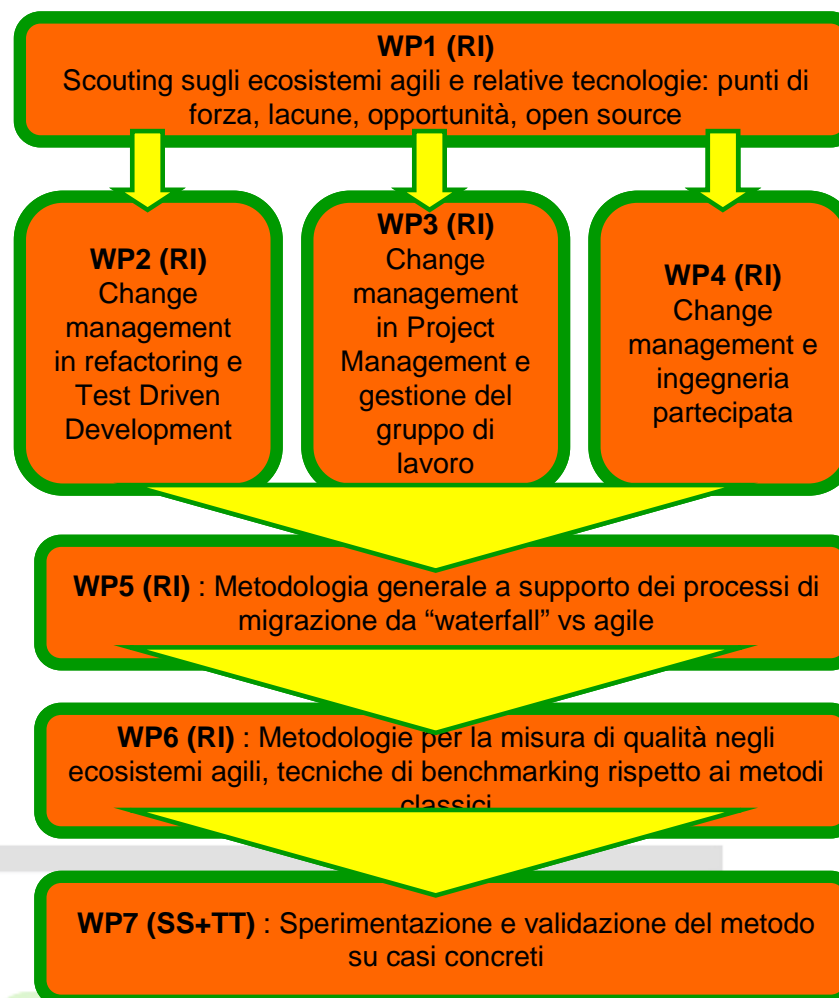 WP1 (RI)
Scouting sugli ecosistemi agili e relative tecnologie: punti di
forza, lacune, opportunità, open source
WP2 (RI)
Change
management
in refactoring e
Test Driven
Development
WP3 (RI)
Change
management
in Project
Management e
gestione del
gruppo di
lavoro
WP4 (RI)
Change
management e
ingegneria
partecipata
WP5 (RI) : Metodologia generale a supporto dei processi di
migrazione da “waterfall” vs agile
WP6 (RI) : Metodologie per la misura di qualità negli
ecosistemi agili, tecniche di benchmarking rispetto ai metodi
classici
WP7 (SS+TT) : Sperimentazione e validazione del metodo
su casi concreti